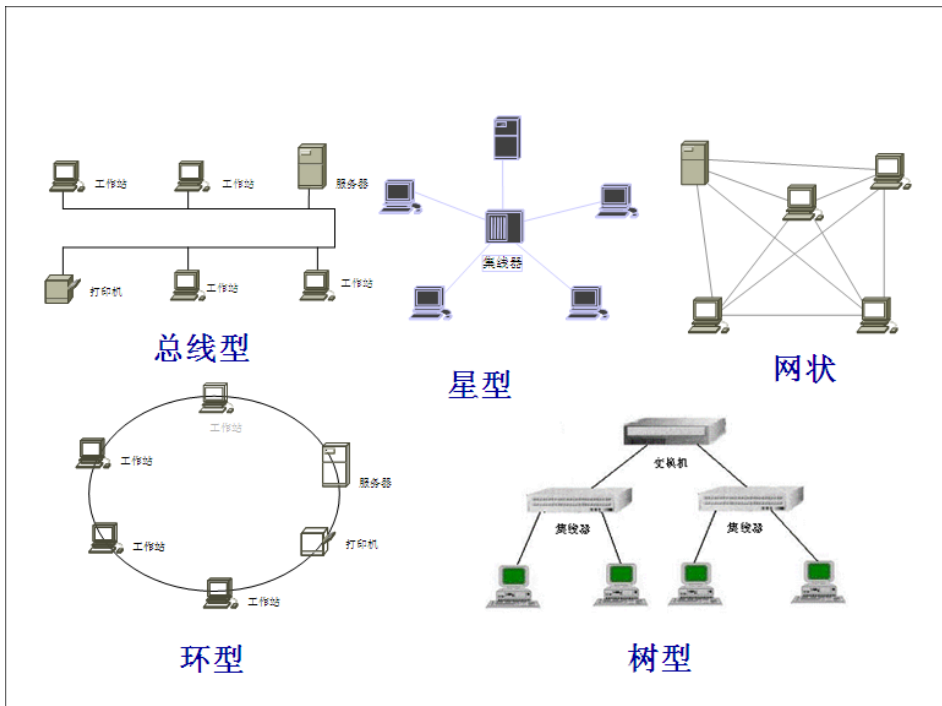 工作站
工作站
服务器
打印机
工作站
工作站
总线型
集线器
星型
网状
工作站
工作站
服务器
工作站
打印机
工作站
环型
交换机
集线器
集线器
树型